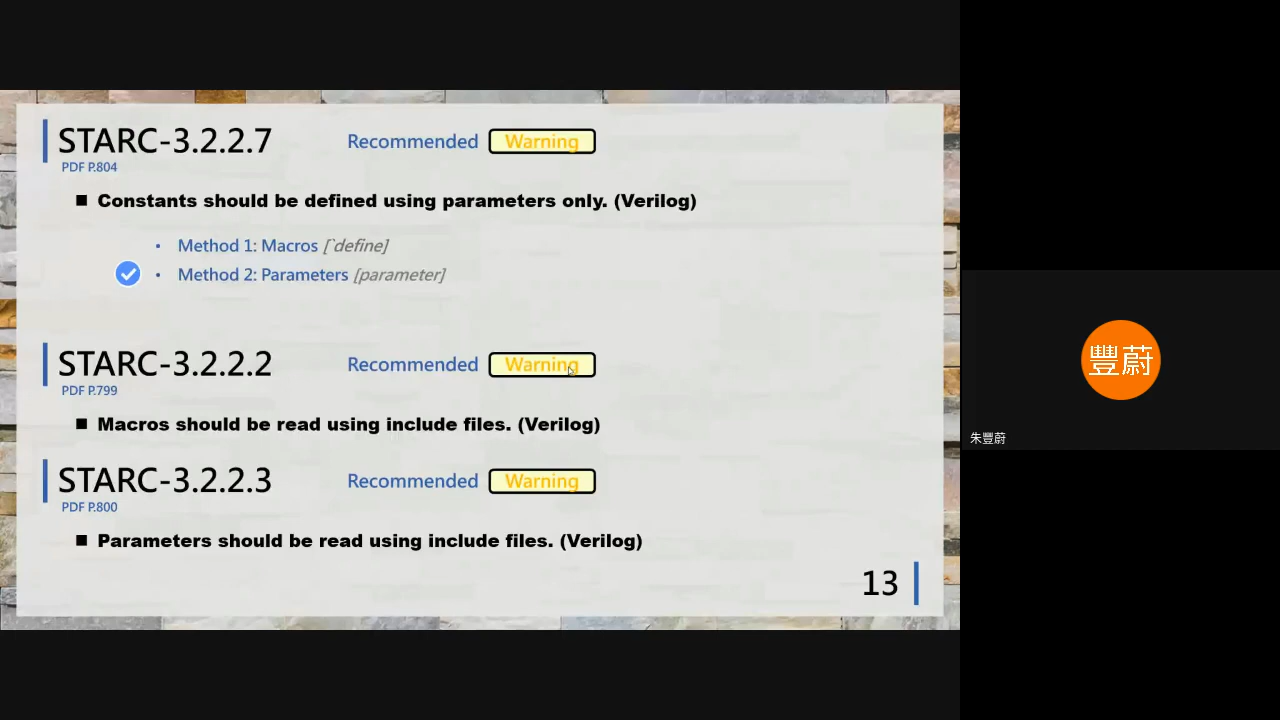 STARC-3.2.2.7 Recommended Warning
PDF P.804
■ Constants should be defined using parameters only. (Verilog)
• Method 1: Macros [`define]
• Method 2: Parameters [parameter]
STARC-3.2.2.2 Recommended Warning
PDF P.799
■ Macros should be read using include files. (Verilog)
STARC-3.2.2.3 Recommended Warning
PDF P.800
■ Parameters should be read using include files. (Verilog)
13
豐蔚
朱豐蔚